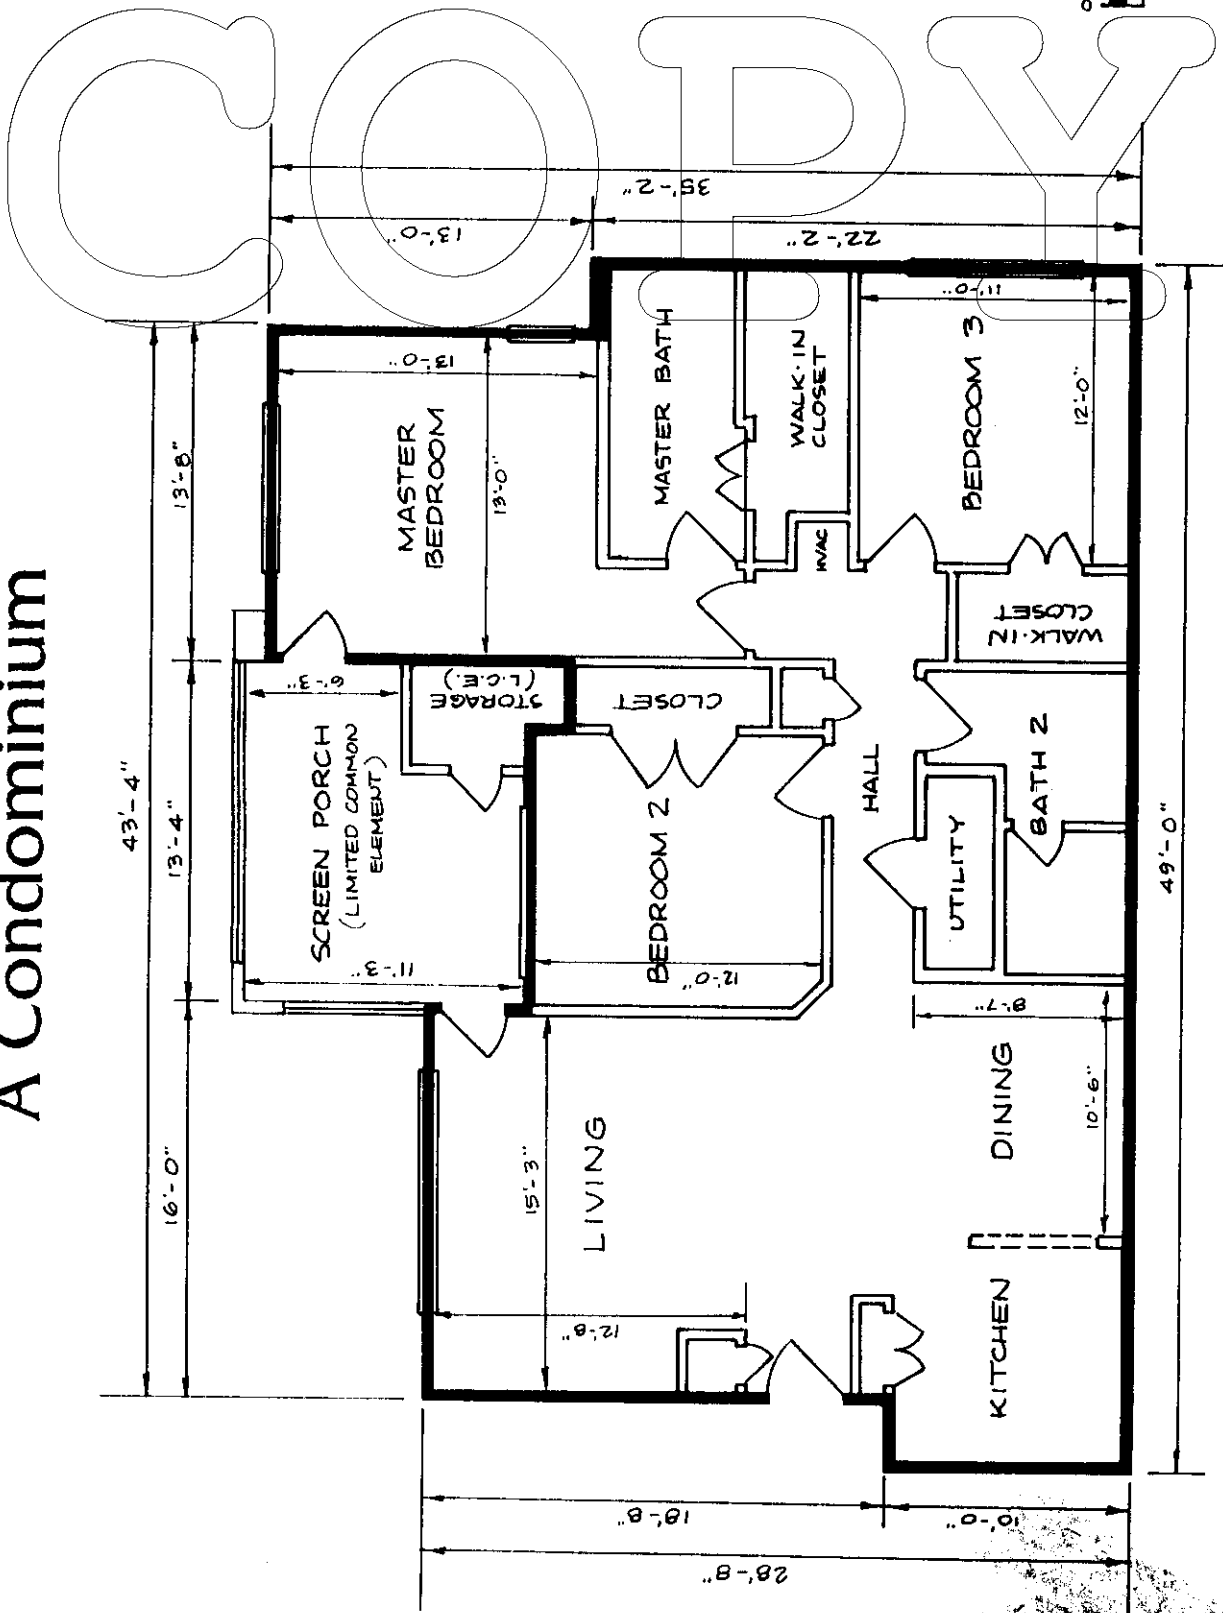 COPY
A Condominium
43'-4"
16'-0"
13'-4"
13'-8"
35'-2"
13'-0"
22'-2"
SCREEN PORCH
(LIMITED COMMON
ELEMENT)
11'-3"
6'-3"
STORAGE
(L.C.E.)
MASTER
BEDROOM
13'-0"
13'-0"
MASTER BATH
WALK-IN
CLOSET
HVAC
BEDROOM 3
11'-0"
12'-0"
WALK-IN
CLOSET
CLOSET
BEDROOM 2
12'-0"
HALL
BATH 2
UTILITY
LIVING
15'-3"
12'-8"
DINING
8'-7"
10'-6"
KITCHEN
49'-0"
18'-8"
10'-0"
28'-8"